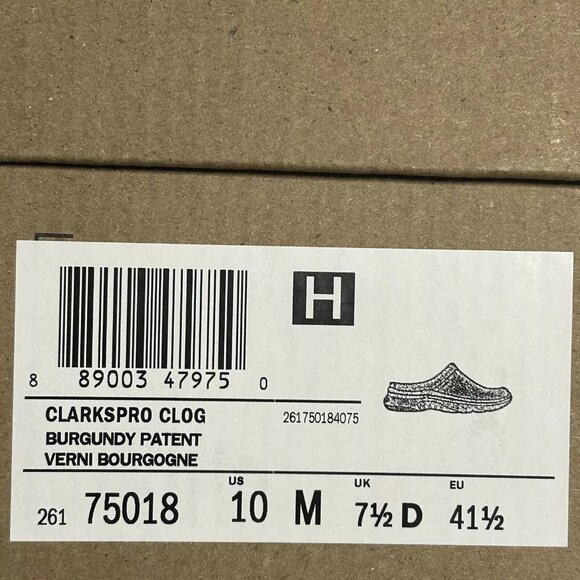 H
8 89003 47975 0
CLARKSPRO CLOG 261750184075
BURGUNDY PATENT
VERNI BOURGOGNE
US UK EU
261 75018 10 M 7½ D 41½